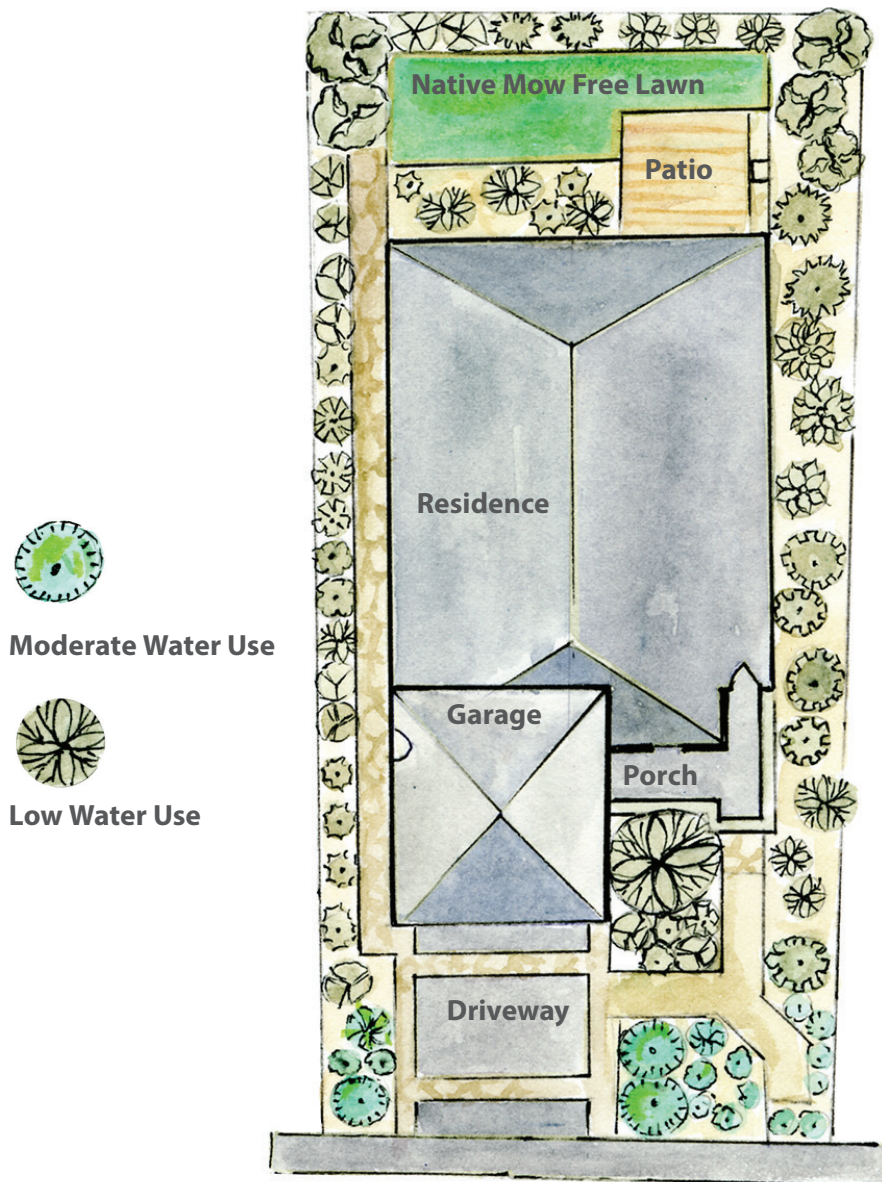 Native Mow Free Lawn
Patio
Residence
Moderate Water Use
Garage
Porch
Low Water Use
Driveway